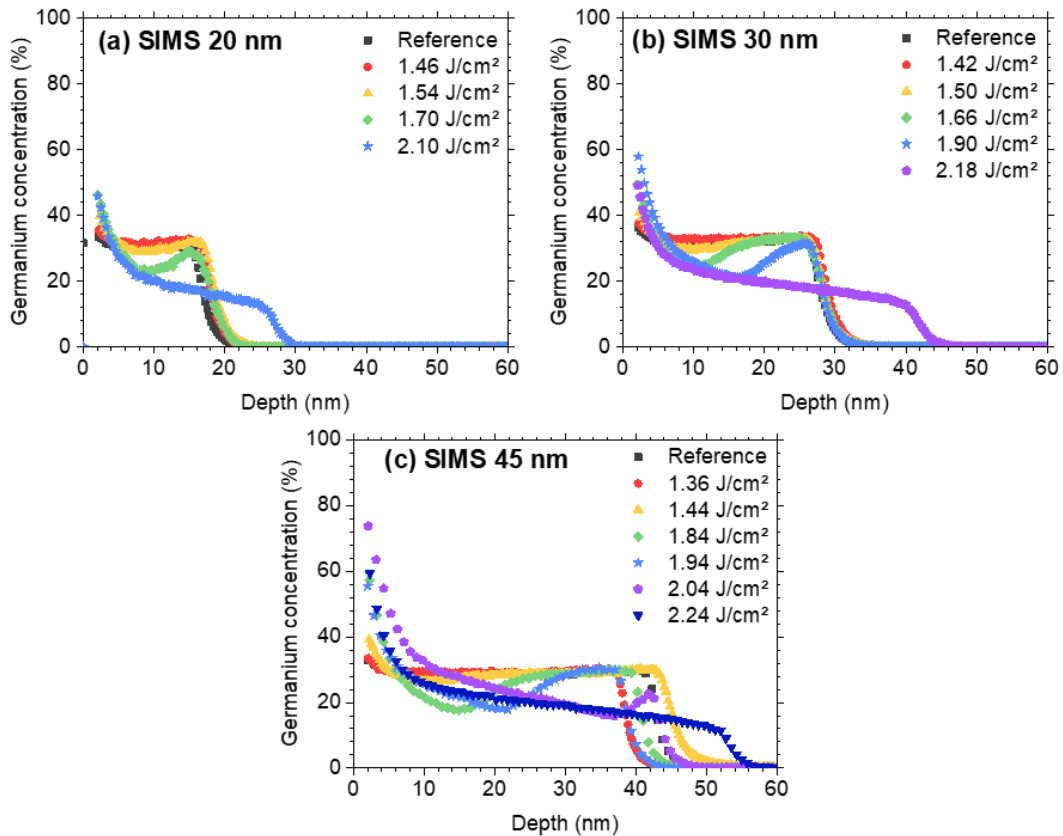 (a) SIMS 20 nm
Reference
1.46 J/cm²
1.54 J/cm²
1.70 J/cm²
2.10 J/cm²
Germanium concentration (%)
100
80
60
40
20
0
0 10 20 30 40 50 60
Depth (nm)
(b) SIMS 30 nm
Reference
1.42 J/cm²
1.50 J/cm²
1.66 J/cm²
1.90 J/cm²
2.18 J/cm²
Germanium concentration (%)
100
80
60
40
20
0
0 10 20 30 40 50 60
Depth (nm)
(c) SIMS 45 nm
Reference
1.36 J/cm²
1.44 J/cm²
1.84 J/cm²
1.94 J/cm²
2.04 J/cm²
2.24 J/cm²
Germanium concentration (%)
100
80
60
40
20
0
0 10 20 30 40 50 60
Depth (nm)